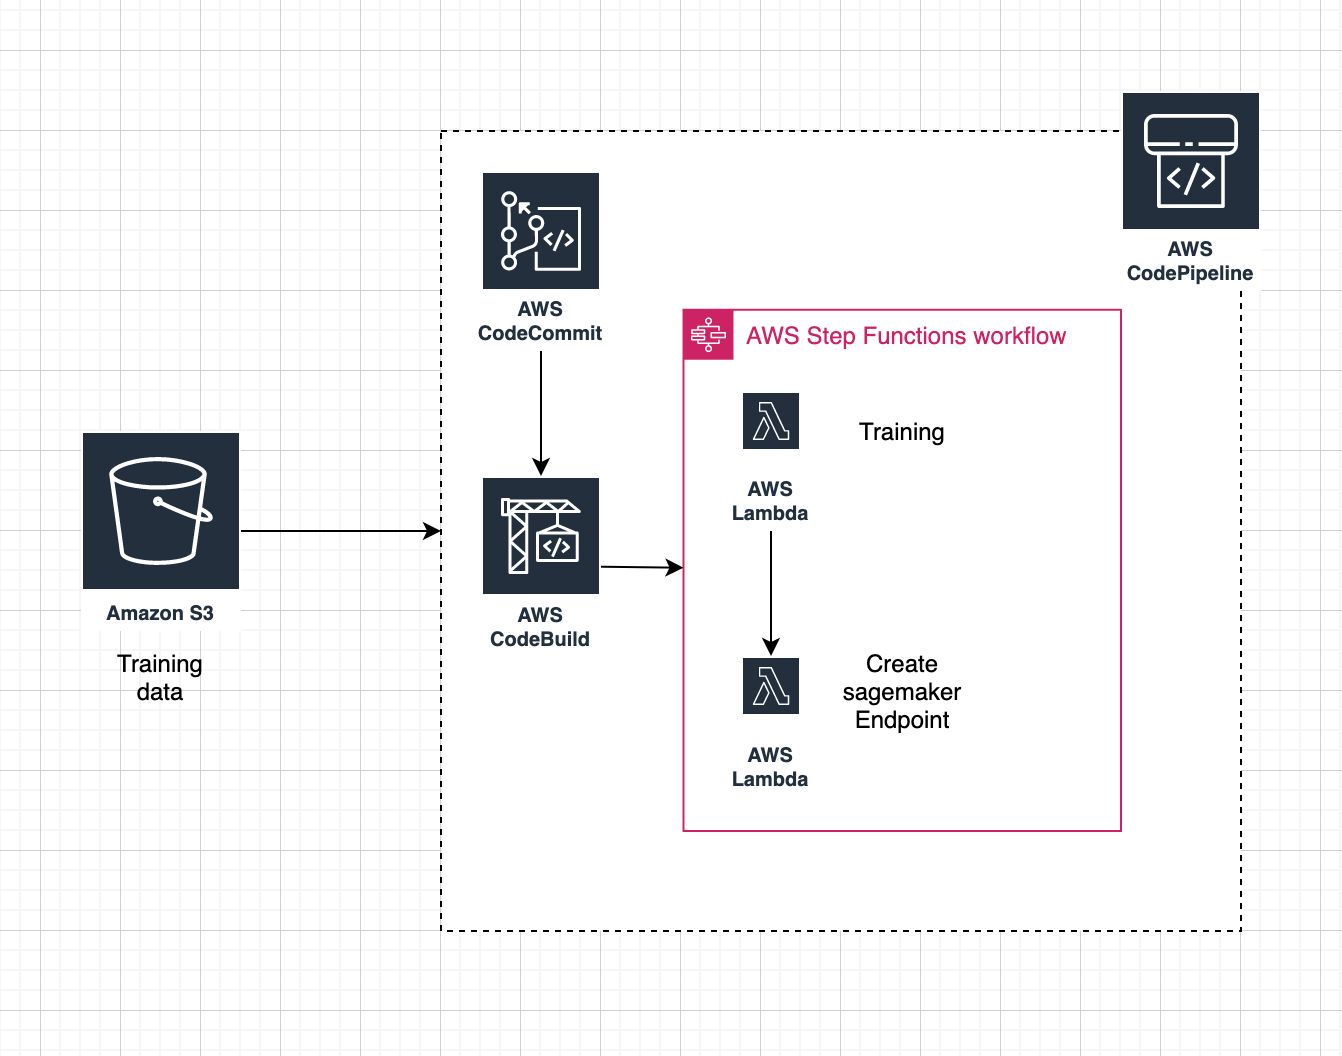 AWS
CodePipeline
AWS
CodeCommit
AWS Step Functions workflow
Training
AWS
Lambda
Amazon S3
Training
data
AWS
CodeBuild
Create
sagemaker
Endpoint
AWS
Lambda